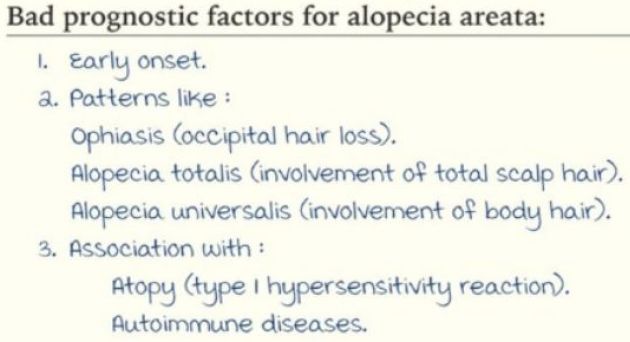 Bad prognostic factors for alopecia areata:
1. Early onset.
2. Patterns like :
Ophiasis (occipital hair loss).
Alopecia totalis (involvement of total scalp hair).
Alopecia universalis (involvement of body hair).
3. Association with :
Atopy (type I hypersensitivity reaction).
Autoimmune diseases.